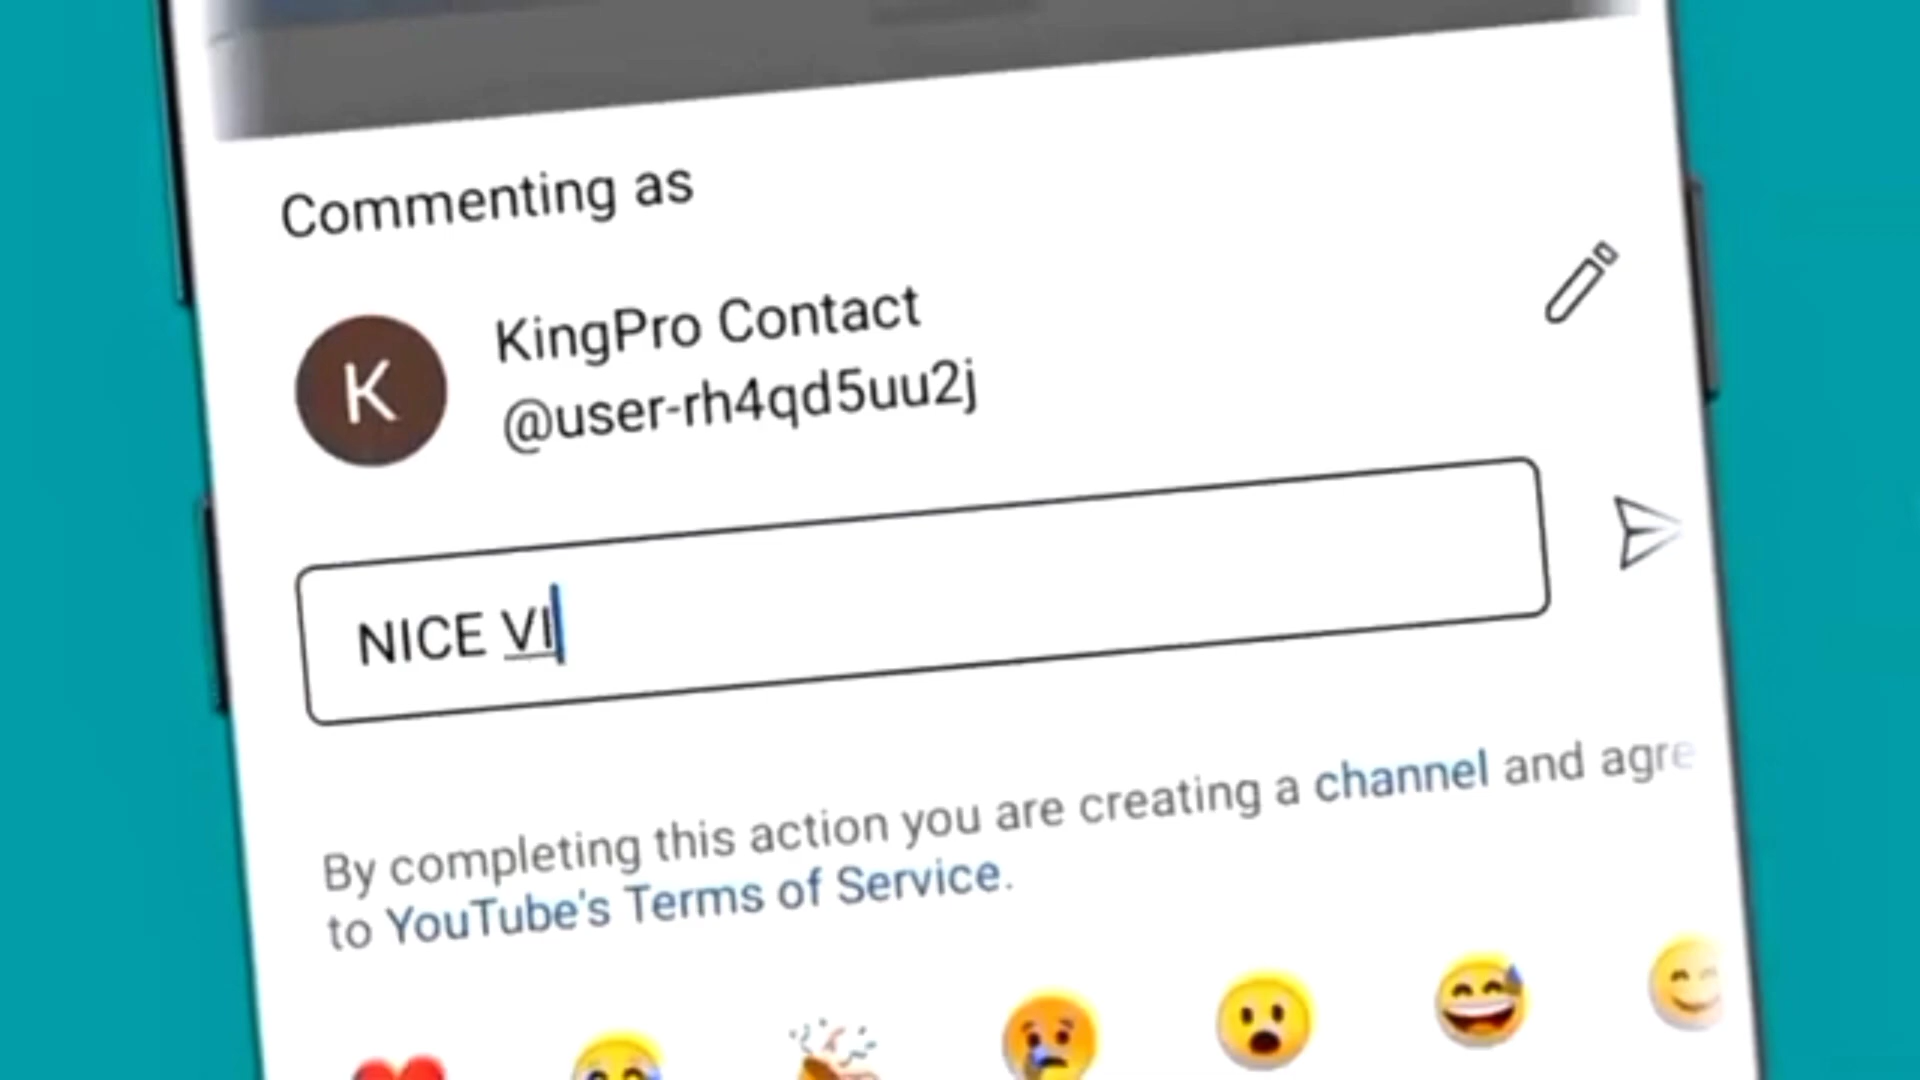 Commenting as
K
KingPro Contact
@user-rh4qd5uu2j
NICE VI
By completing this action you are creating a channel and agre
to YouTube's Terms of Service.